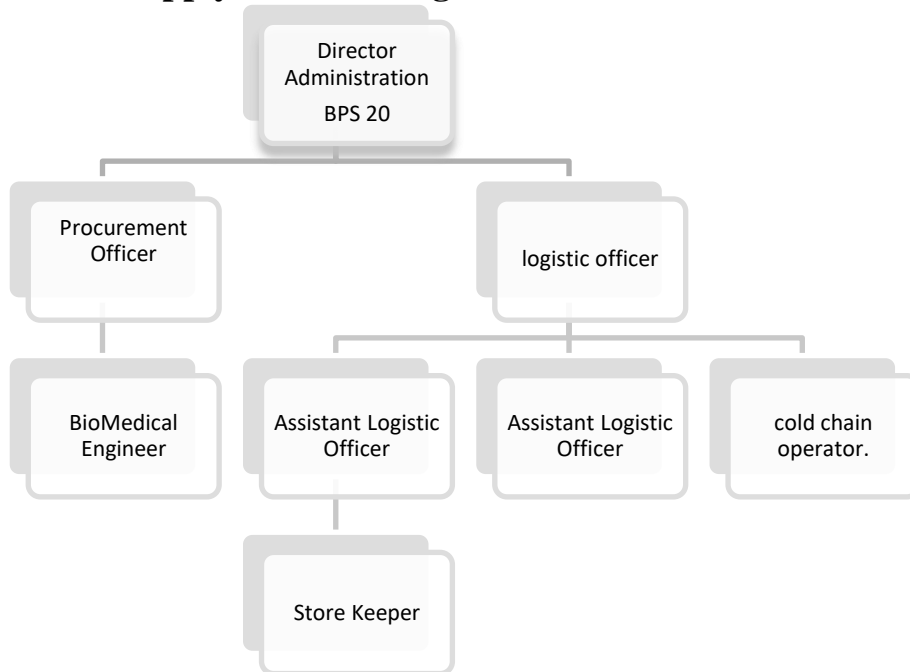 Director
Administration
BPS 20
Procurement
Officer
logistic officer
BioMedical
Engineer
Assistant Logistic
Officer
Assistant Logistic
Officer
cold chain
operator.
Store Keeper